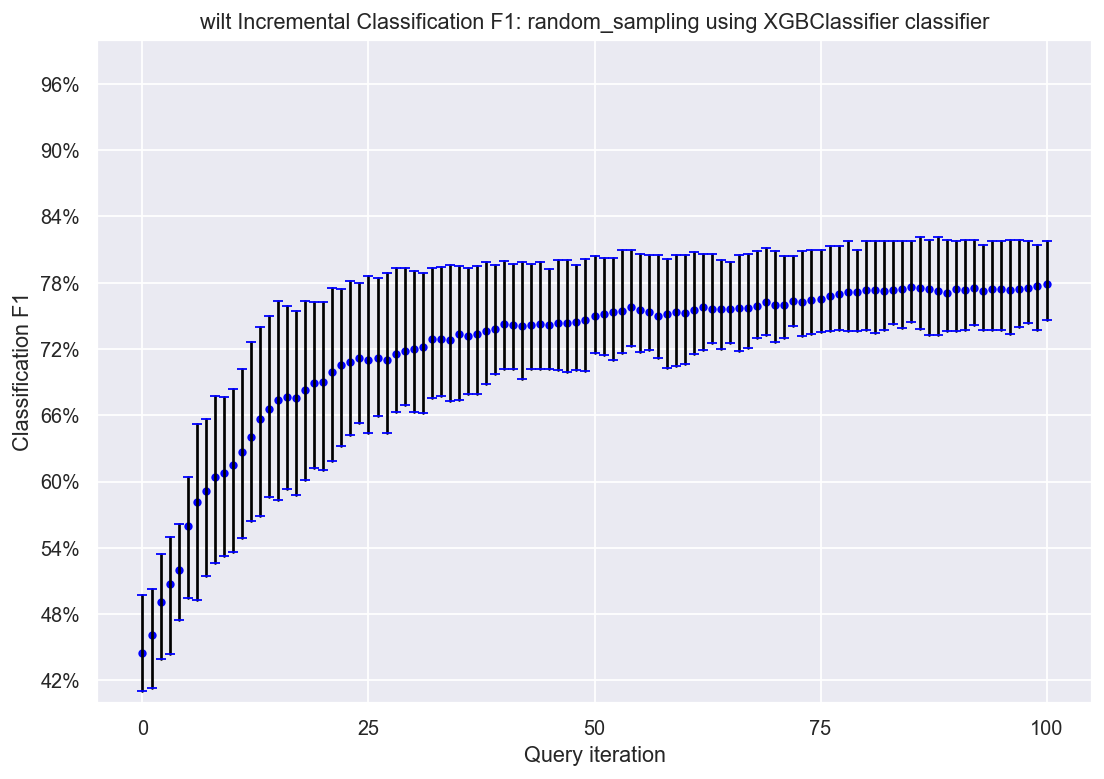 wilt Incremental Classification F1: random_sampling using XGBClassifier classifier
96%
90%
84%
78%
72%
66%
60%
54%
48%
42%
Classification F1
0 25 50 75 100
Query iteration